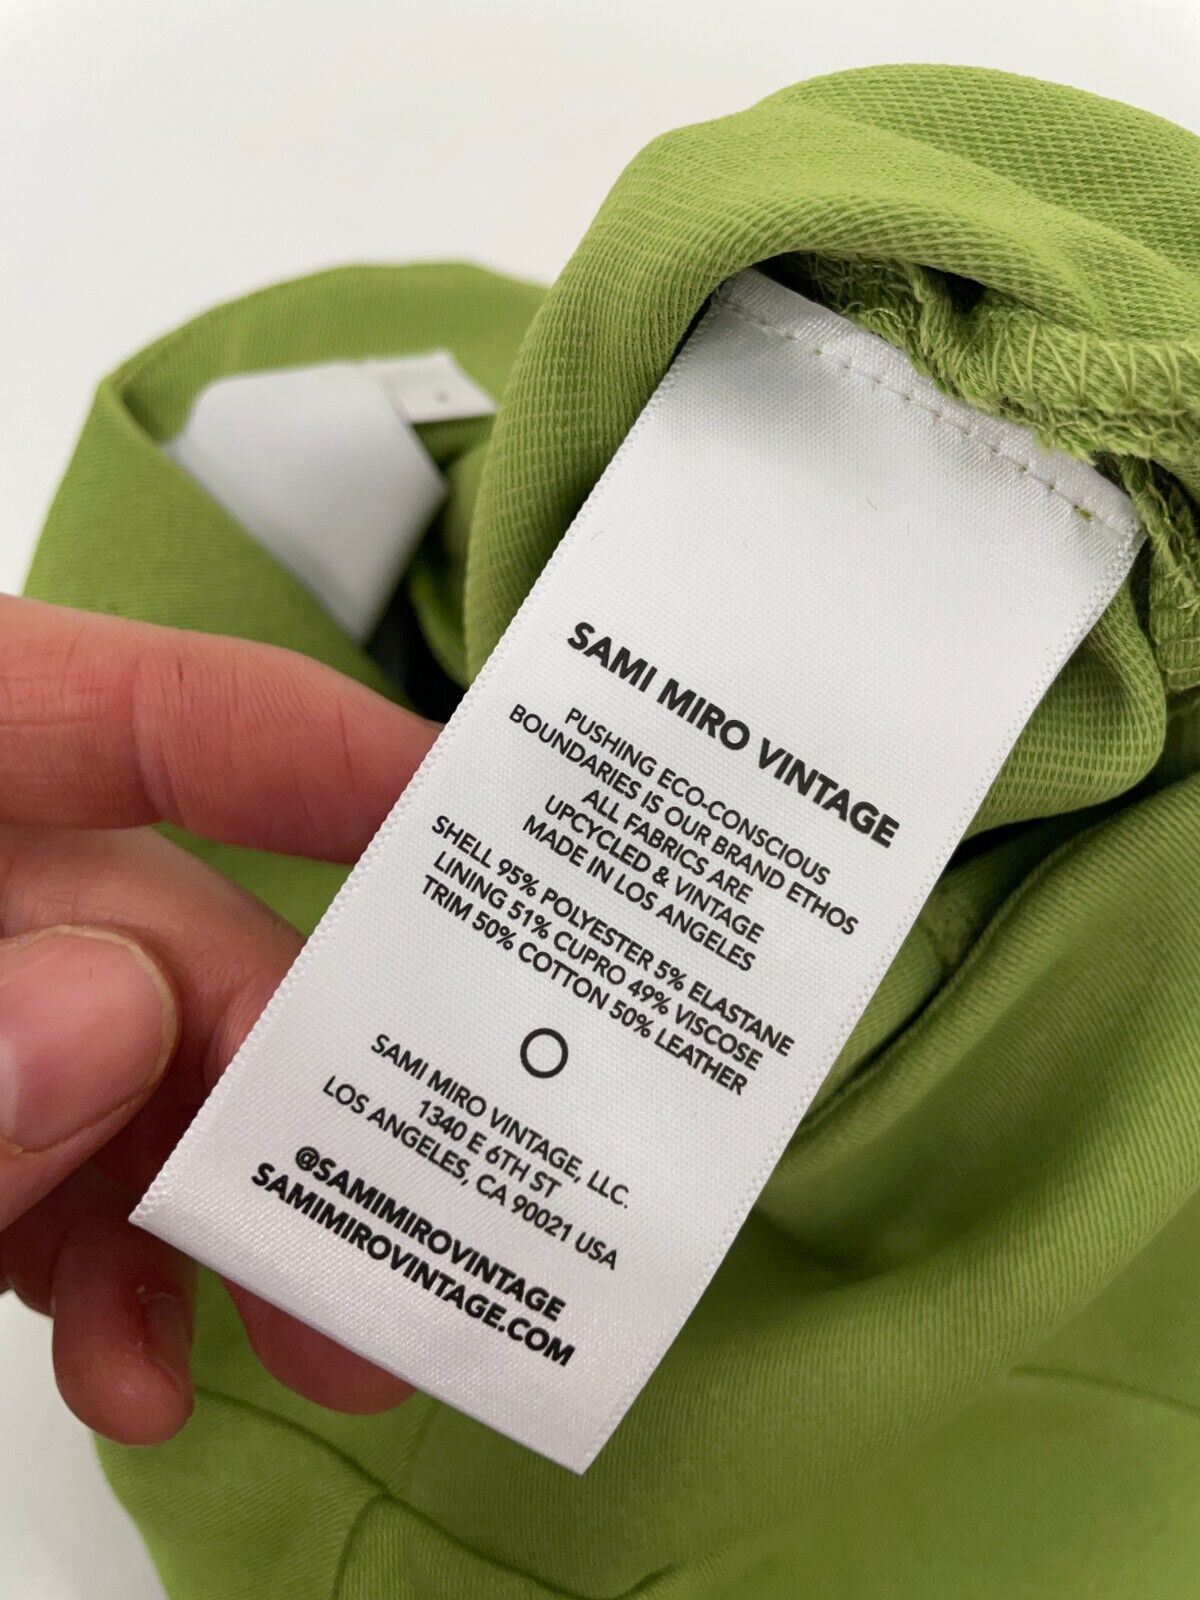 SAMI MIRO VINTAGE
PUSHING ECO-CONSCIOUS
BOUNDARIES IS OUR BRAND ETHOS
ALL FABRICS ARE
UPCYCLED & VINTAGE
MADE IN LOS ANGELES
SHELL 95% POLYESTER 5% ELASTANE
LINING 51% CUPRO 49% VISCOSE
TRIM 50% COTTON 50% LEATHER
SAMI MIRO VINTAGE, LLC.
1340 E 6TH ST
LOS ANGELES, CA 90021 USA
@SAMIMIROVINTAGE
SAMIMIROVINTAGE.COM